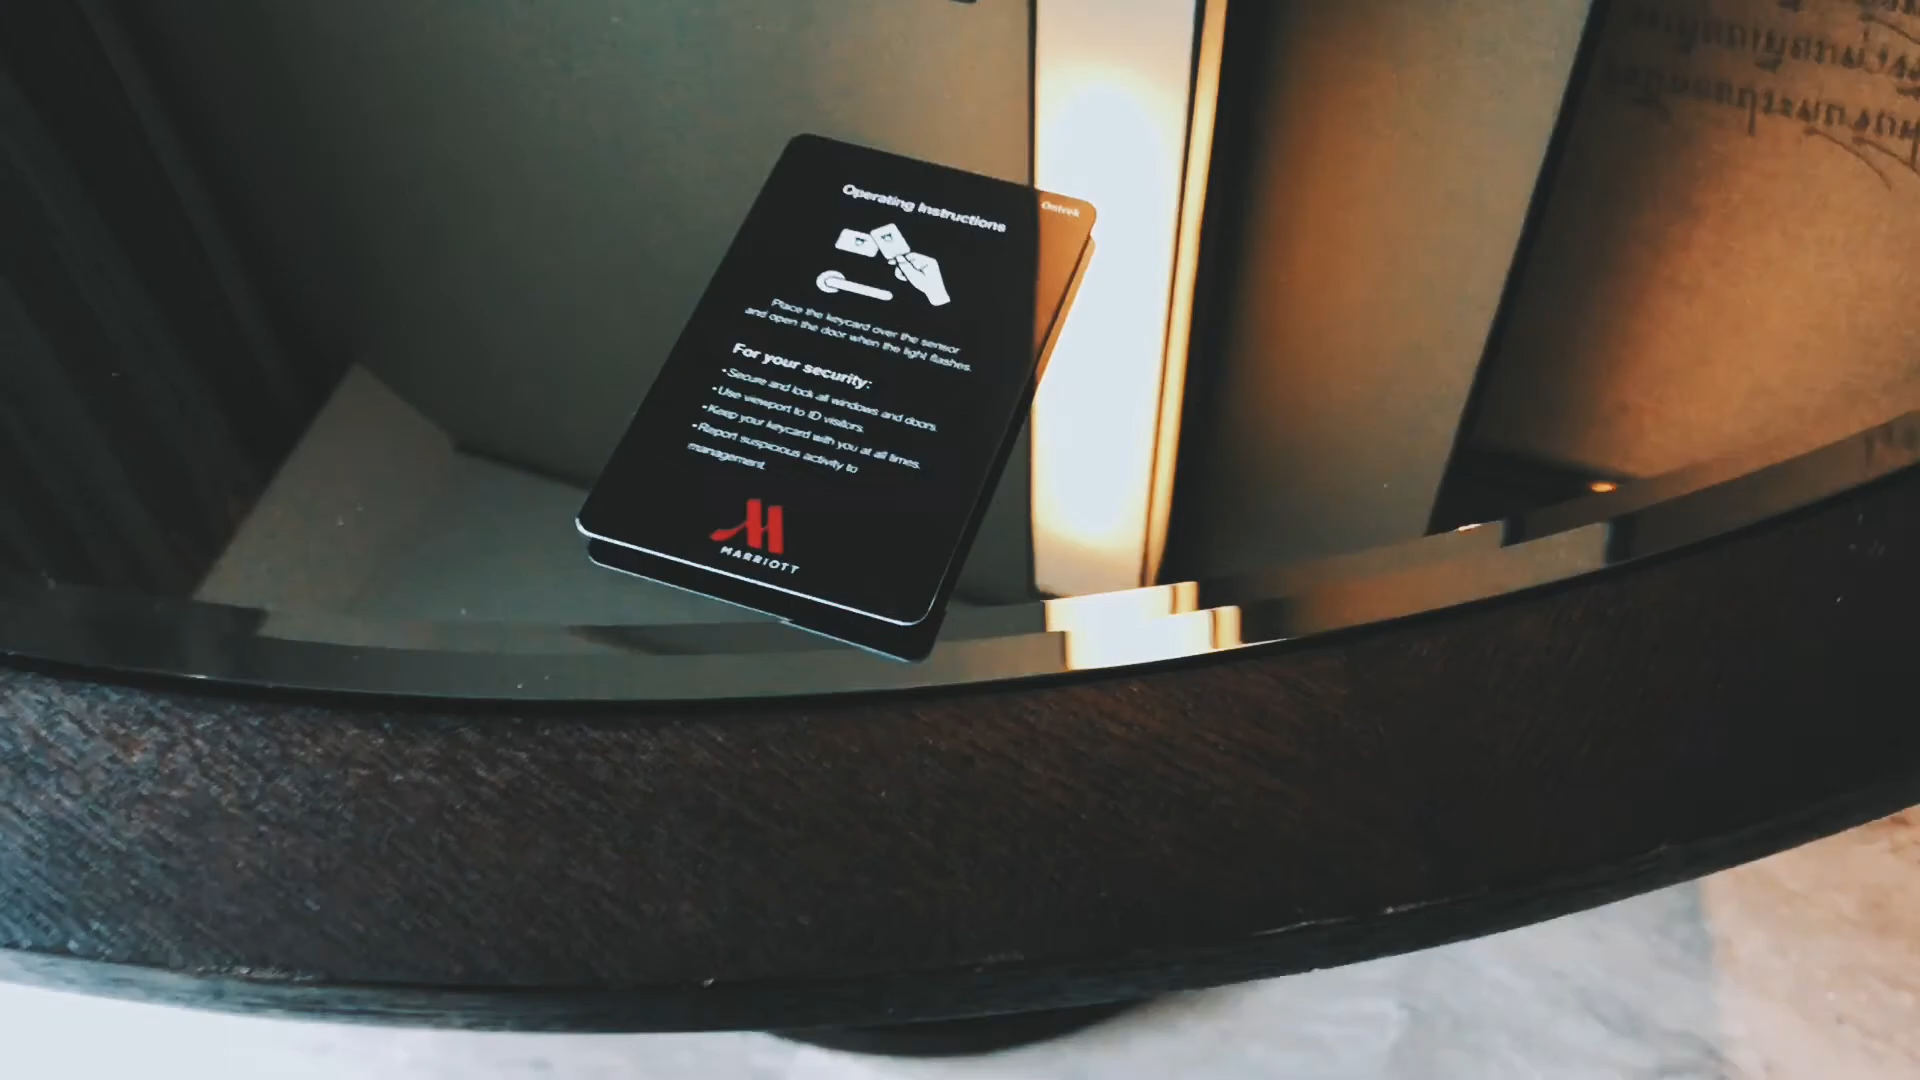 Operating Instructions
Place the keycard over the sensor
and open the door when the light flashes.
For your security:
• Secure and lock all windows and doors.
• Use viewport to ID visitors.
• Keep your keycard with you at all times.
• Report suspicious activity to
management.
MARRIOTT